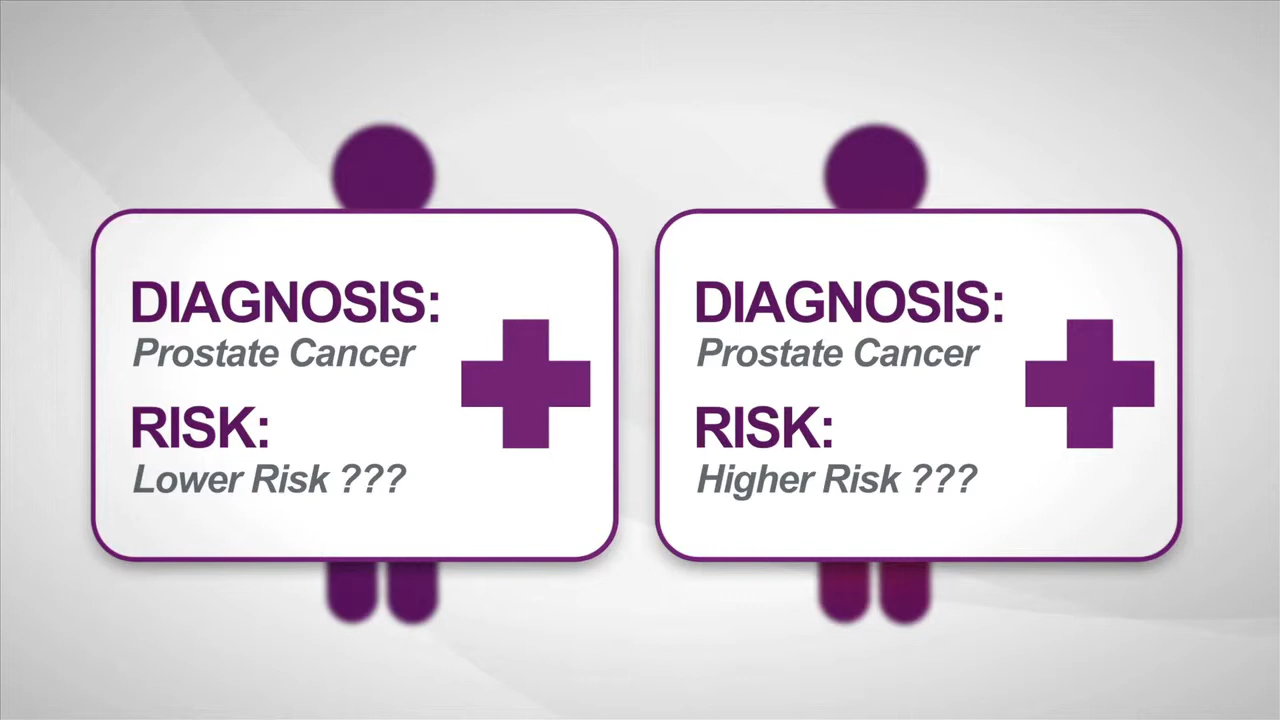 DIAGNOSIS:
Prostate Cancer
RISK:
Lower Risk ???
DIAGNOSIS:
Prostate Cancer
RISK:
Higher Risk ???